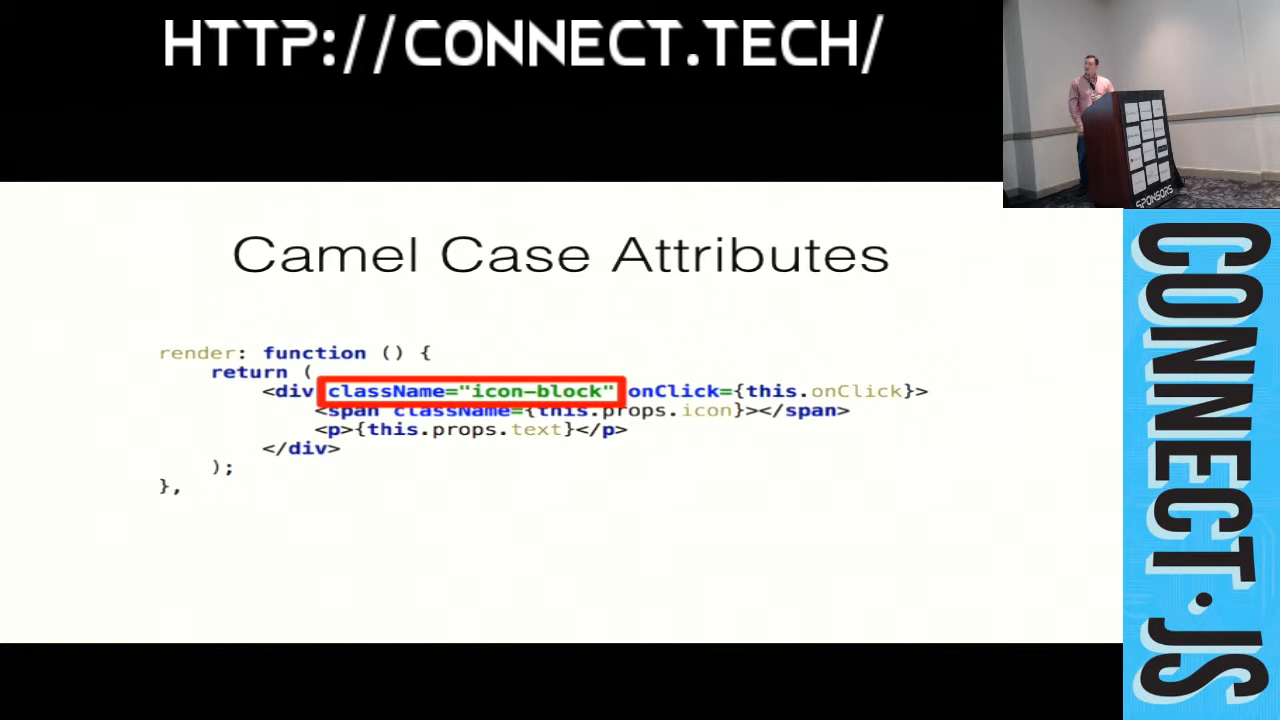 HTTP://CONNECT.TECH/
SPONSORS
Camel Case Attributes
render: function () {
return (
<div className="icon-block" onClick={this.onClick}>
<span className={this.props.icon}></span>
<p>{this.props.text}</p>
</div>
);
},
CONNECT.JS